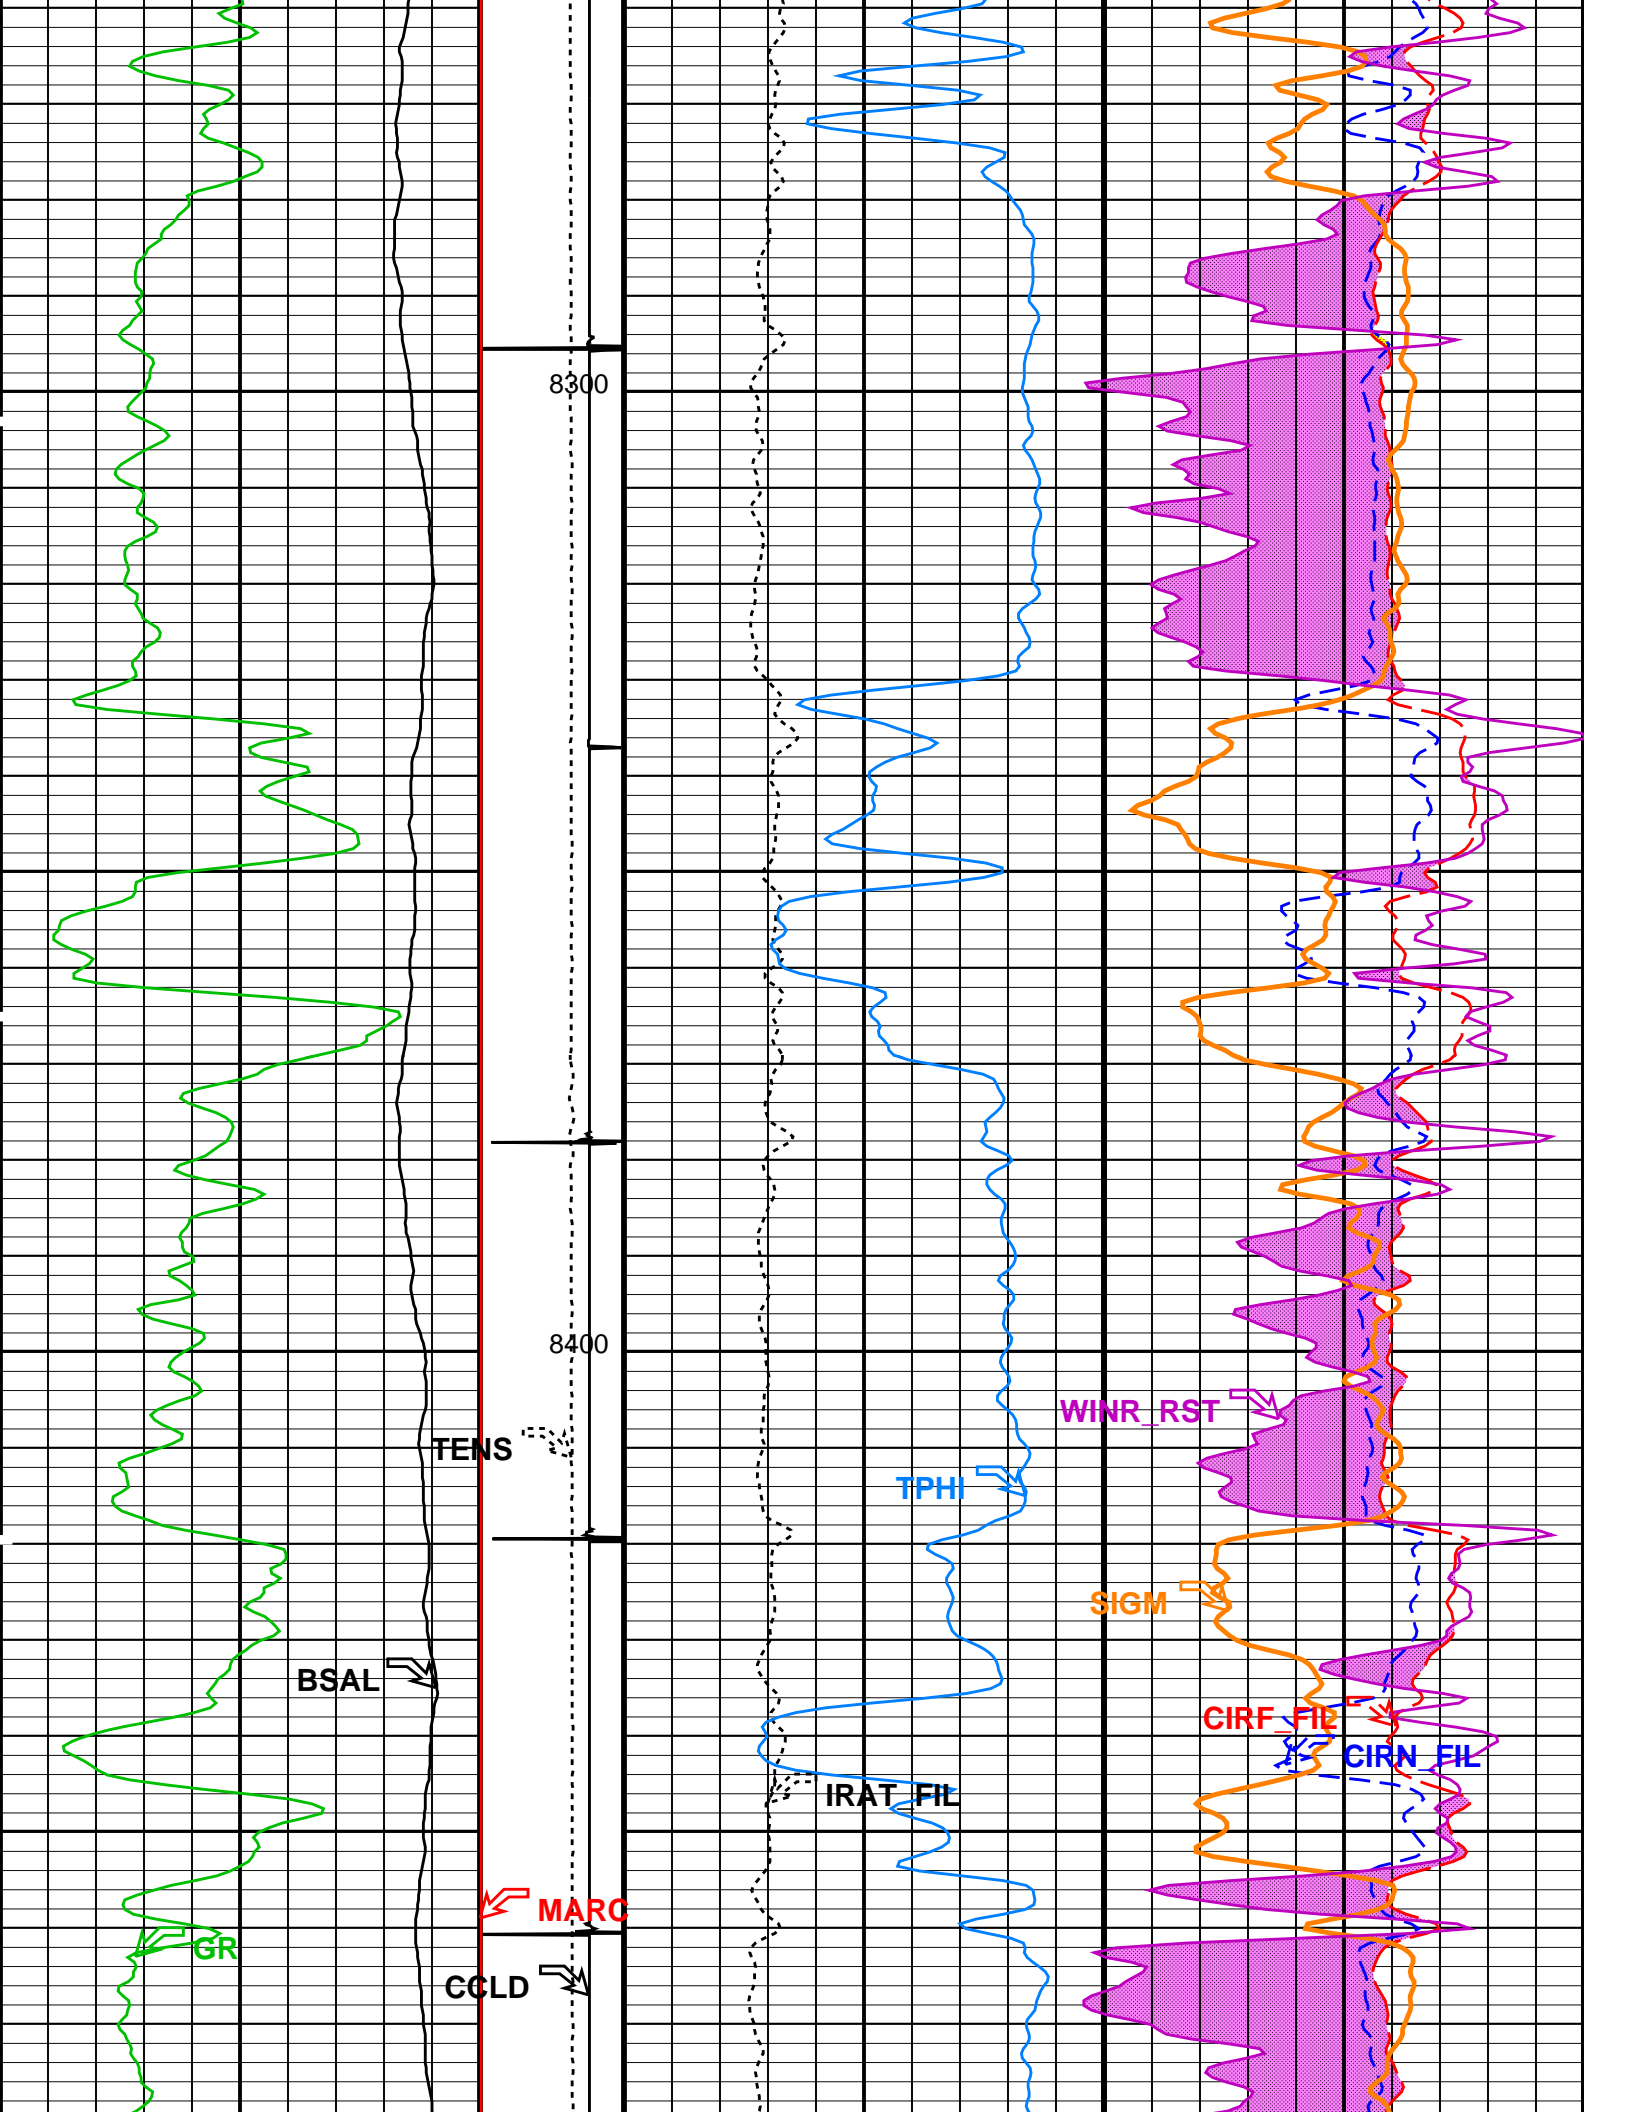 8300
8400
WINR_RST
TENS
TPHI
SIGM
BSAL
CIRF_FIL
CIRN_FIL
IRAT_FIL
MARC
GR
CCLD